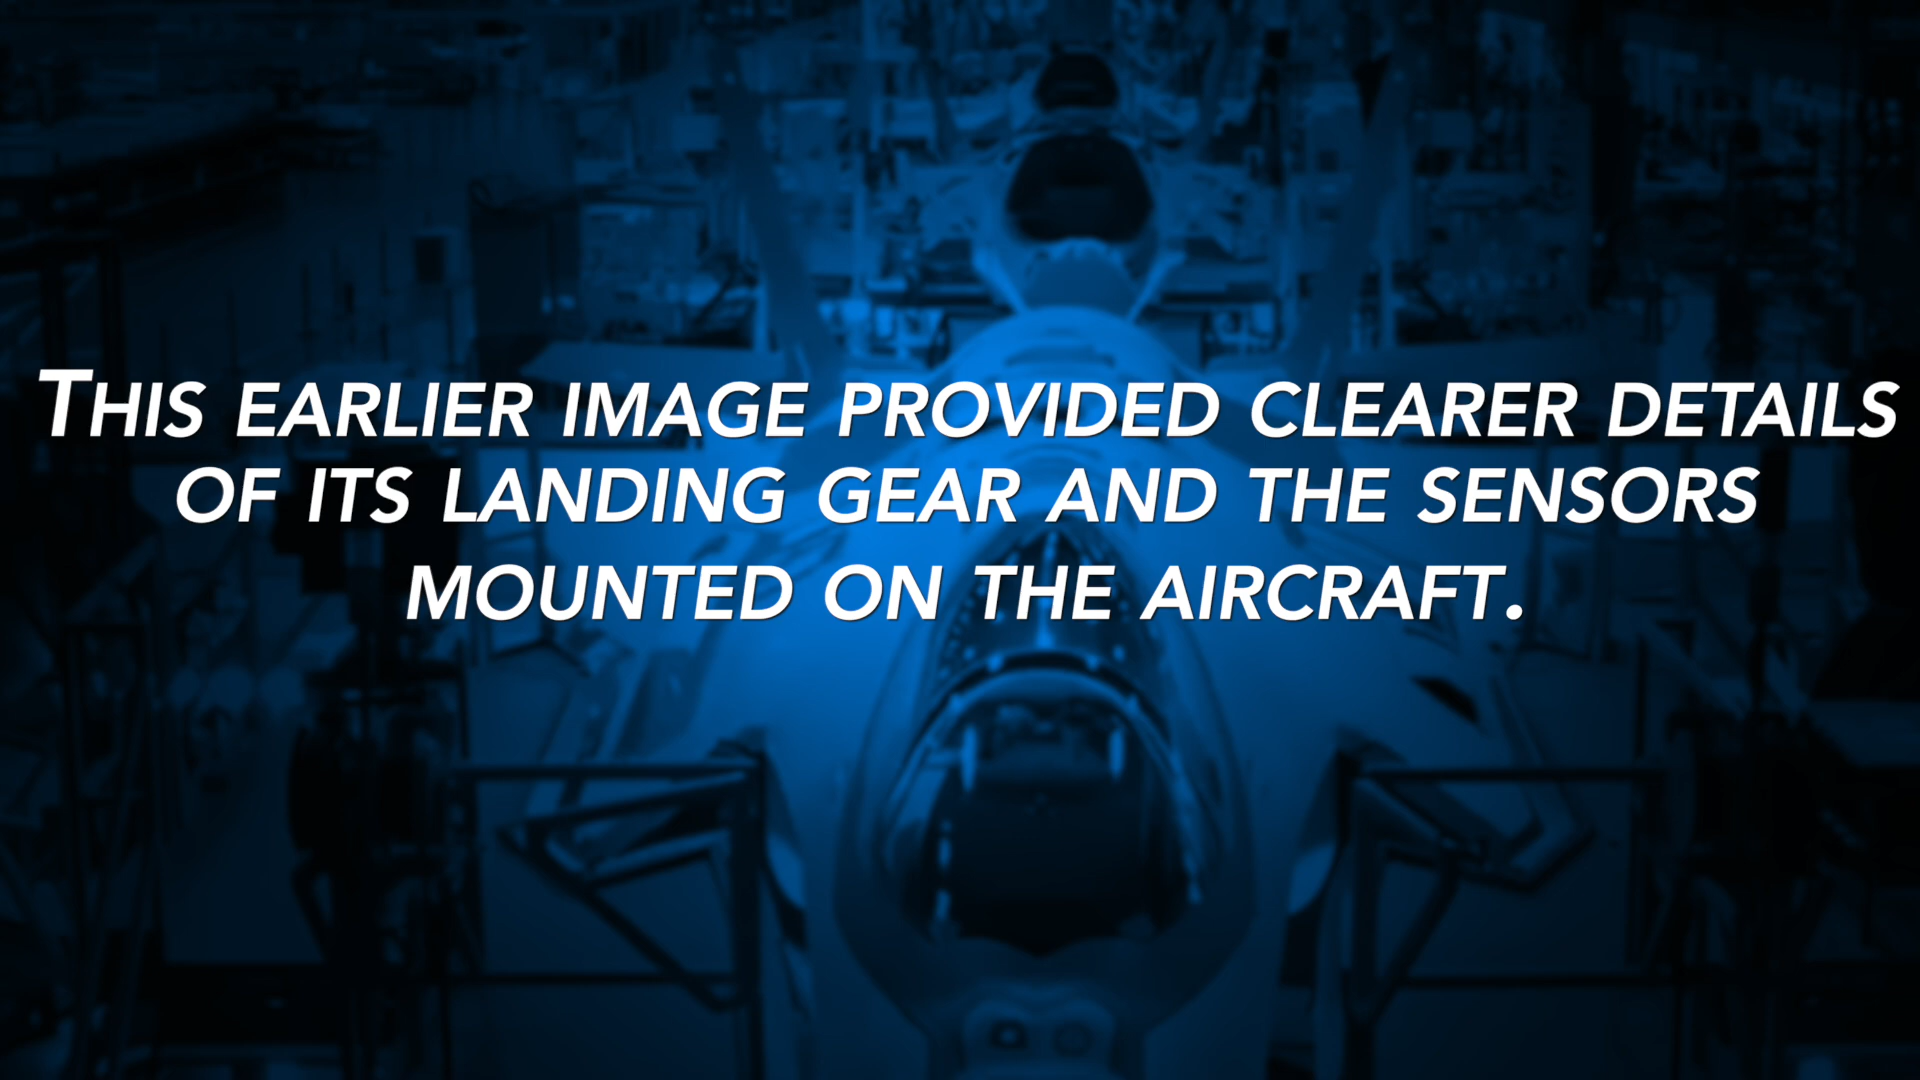 This earlier image provided clearer details
of its landing gear and the sensors
mounted on the aircraft.